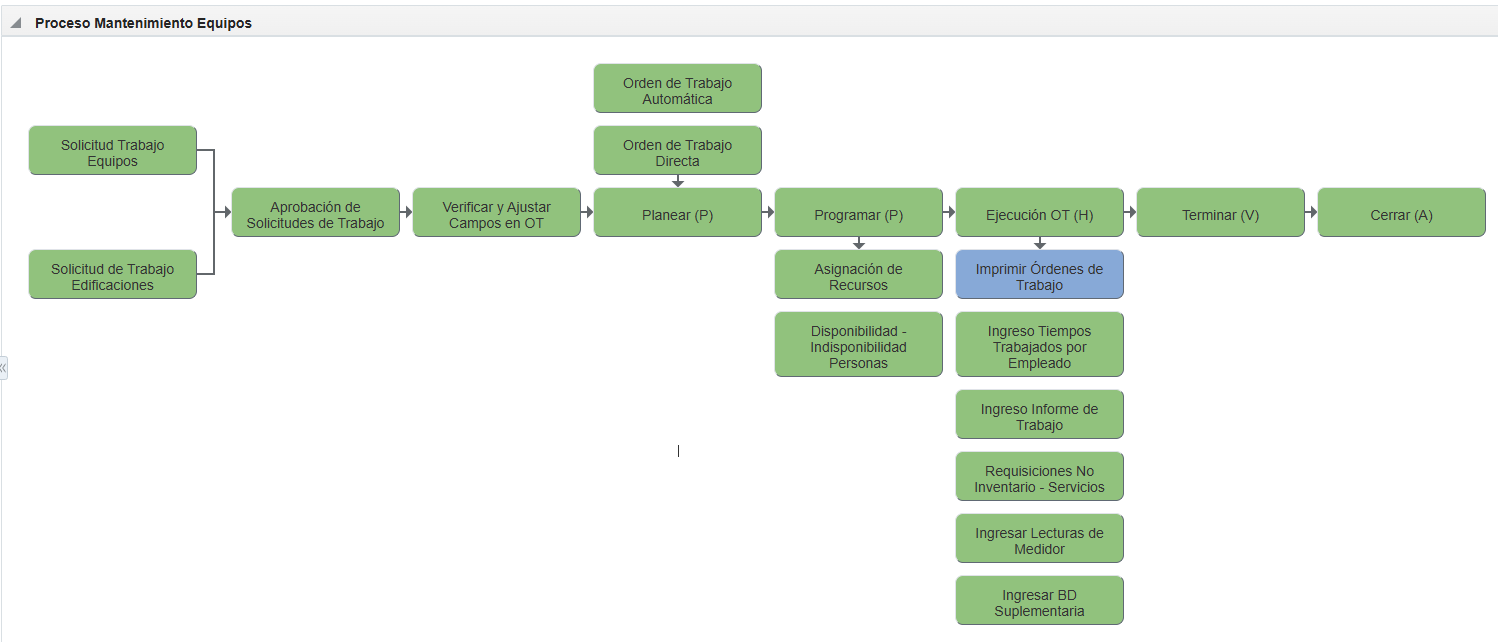 Proceso Mantenimiento Equipos
Orden de Trabajo
Automática
Solicitud Trabajo
Equipos
Orden de Trabajo
Directa
Aprobación de
Solicitudes de Trabajo
Verificar y Ajustar
Campos en OT
Planear (P)
Programar (P)
Ejecución OT (H)
Terminar (V)
Cerrar (A)
Solicitud de Trabajo
Edificaciones
Asignación de
Recursos
Imprimir Órdenes de
Trabajo
Disponibilidad -
Indisponibilidad
Personas
Ingreso Tiempos
Trabajados por
Empleado
Ingreso Informe de
Trabajo
Requisiciones No
Inventario - Servicios
Ingresar Lecturas de
Medidor
Ingresar BD
Suplementaria